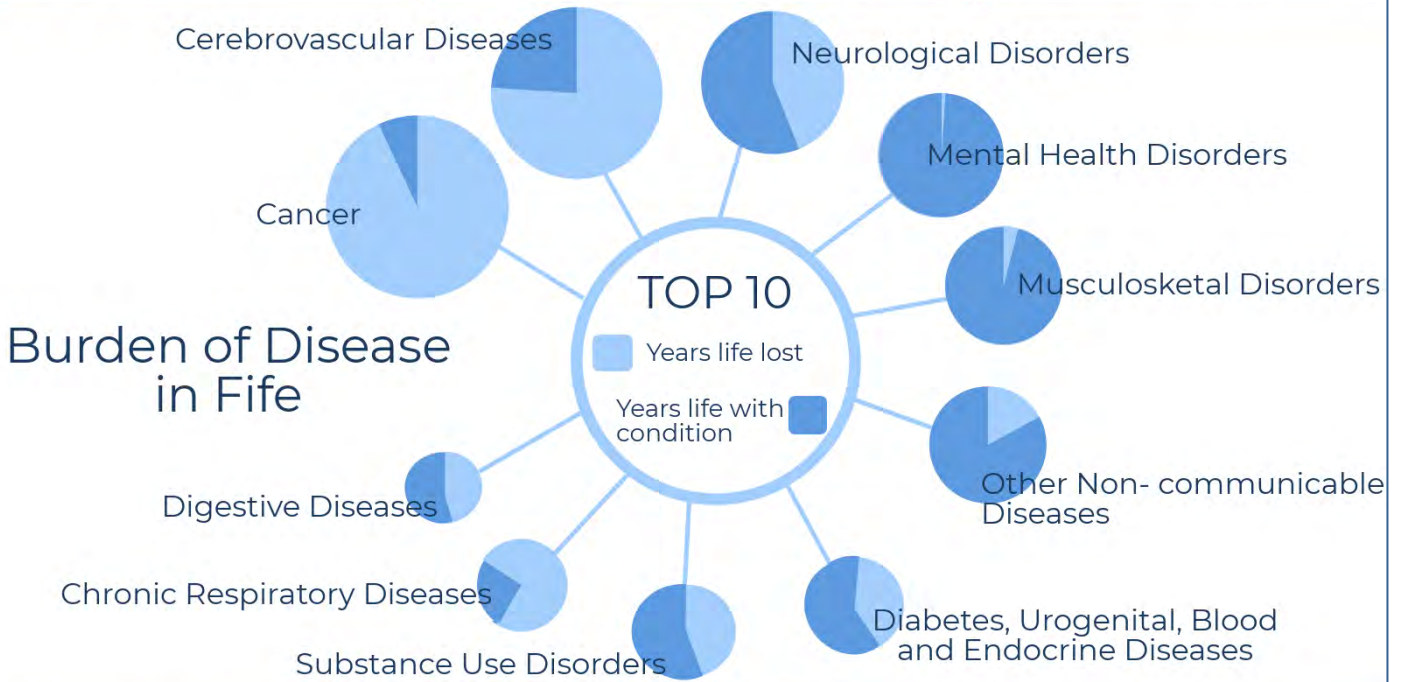 Cerebrovascular Diseases
Neurological Disorders
Mental Health Disorders
Cancer
Musculosketal Disorders
TOP 10
Years life lost
Years life with
condition
Burden of Disease
in Fife
Other Non- communicable
Diseases
Digestive Diseases
Chronic Respiratory Diseases
Diabetes, Urogenital, Blood
and Endocrine Diseases
Substance Use Disorders